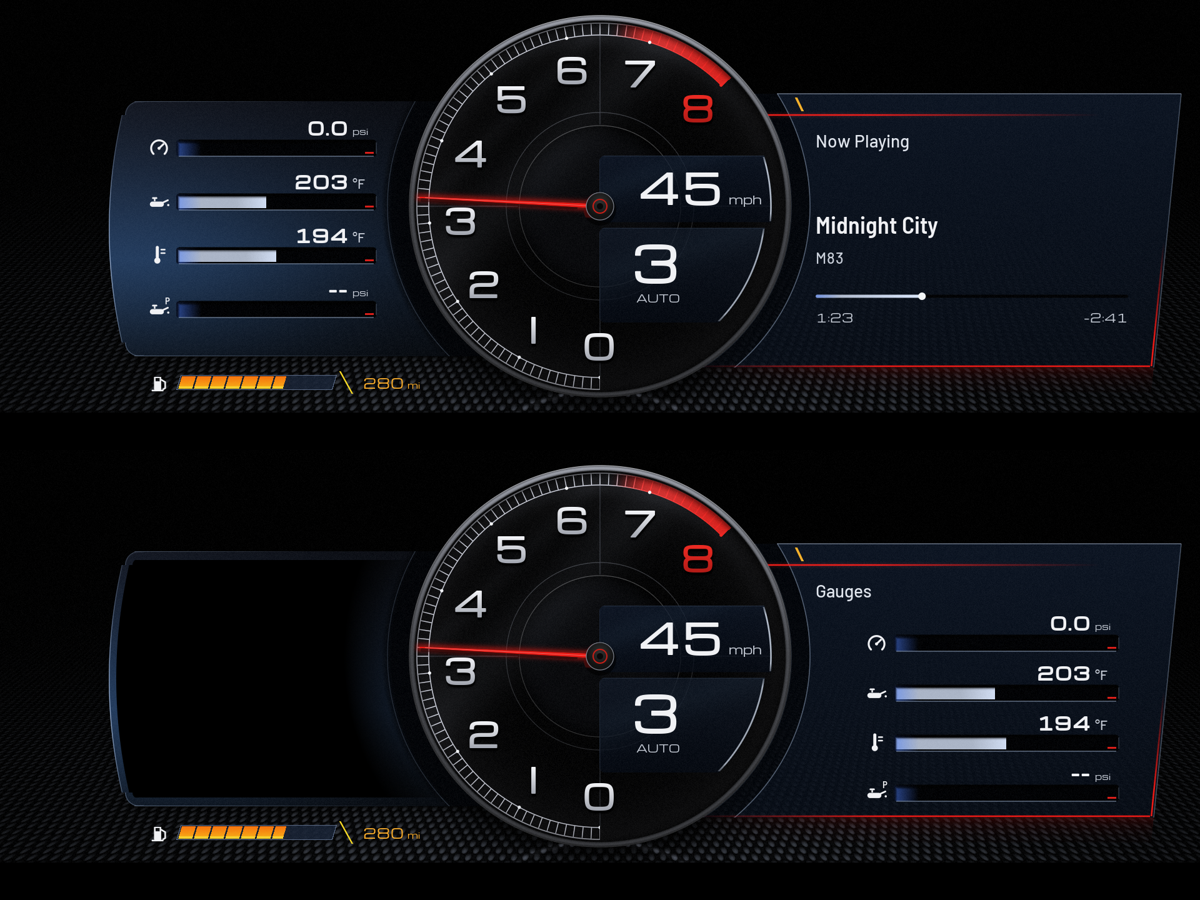 0.0 psi
203 °F
194 °F
P
-- psi
280 mi
0
1
2
3
4
5
6
7
8
45 mph
3
AUTO
Now Playing
Midnight City
M83
1:23 -2:41
280 mi
0
1
2
3
4
5
6
7
8
45 mph
3
AUTO
Gauges
0.0 psi
203 °F
194 °F
P
-- psi